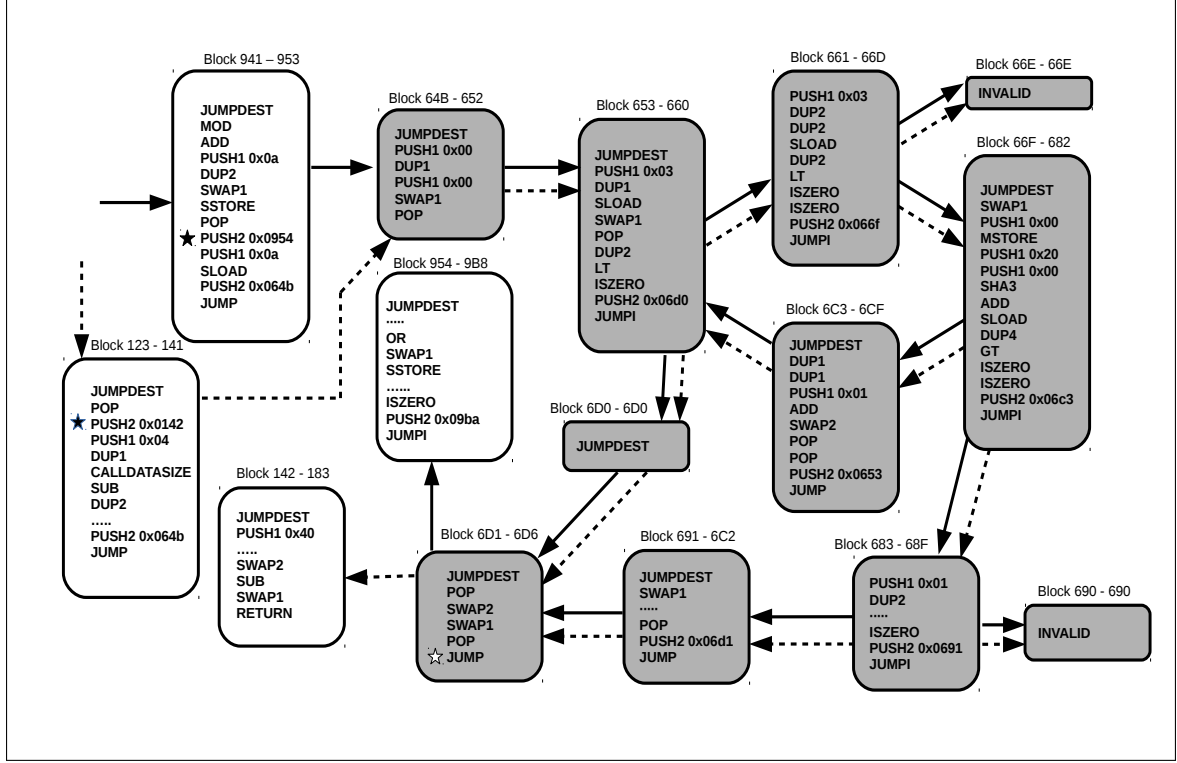 Block 941 – 953
JUMPDEST
MOD
ADD
PUSH1 0x0a
DUP2
SWAP1
SSTORE
POP
PUSH2 0x0954
PUSH1 0x0a
SLOAD
PUSH2 0x064b
JUMP
Block 64B - 652
JUMPDEST
PUSH1 0x00
DUP1
PUSH1 0x00
SWAP1
POP
Block 653 - 660
JUMPDEST
PUSH1 0x03
DUP1
SLOAD
SWAP1
POP
DUP2
LT
ISZERO
PUSH2 0x06d0
JUMPI
Block 661 - 66D
PUSH1 0x03
DUP2
DUP2
SLOAD
DUP2
LT
ISZERO
ISZERO
PUSH2 0x066f
JUMPI
Block 66E - 66E
INVALID
Block 66F - 682
JUMPDEST
SWAP1
PUSH1 0x00
MSTORE
PUSH1 0x20
PUSH1 0x00
SHA3
ADD
SLOAD
DUP4
GT
ISZERO
ISZERO
PUSH2 0x06c3
JUMPI
Block 954 - 9B8
JUMPDEST
.....
OR
SWAP1
SSTORE
......
ISZERO
PUSH2 0x09ba
JUMPI
Block 6C3 - 6CF
JUMPDEST
DUP1
DUP1
PUSH1 0x01
ADD
SWAP2
POP
POP
PUSH2 0x0653
JUMP
Block 123 - 141
JUMPDEST
POP
PUSH2 0x0142
PUSH1 0x04
DUP1
CALLDATASIZE
SUB
DUP2
.....
PUSH2 0x064b
JUMP
Block 6D0 - 6D0
JUMPDEST
Block 142 - 183
JUMPDEST
PUSH1 0x40
.....
SWAP2
SUB
SWAP1
RETURN
Block 6D1 - 6D6
JUMPDEST
POP
SWAP2
SWAP1
POP
JUMP
Block 691 - 6C2
JUMPDEST
SWAP1
.....
POP
PUSH2 0x06d1
JUMP
Block 683 - 68F
PUSH1 0x01
DUP2
.....
ISZERO
PUSH2 0x0691
JUMPI
Block 690 - 690
INVALID